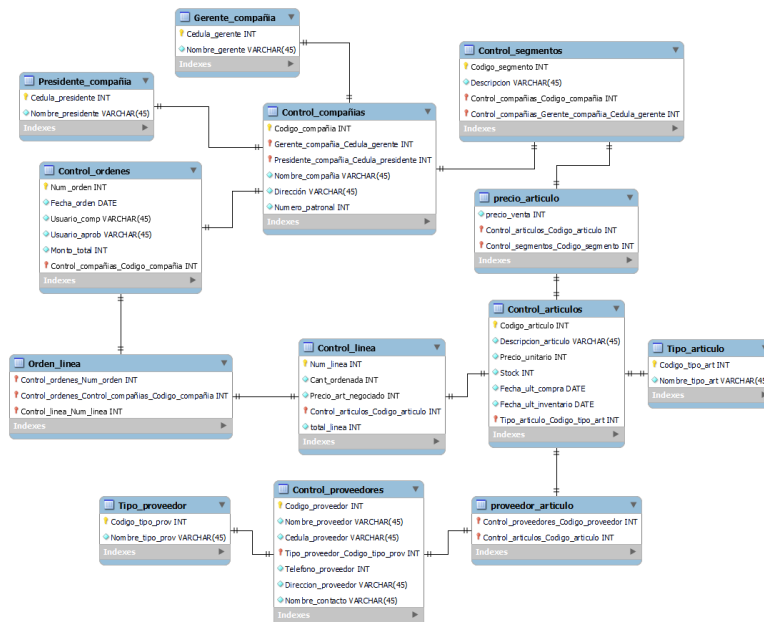 Gerente_compañia
Cedula_gerente INT
Nombre_gerente VARCHAR(45)
Indexes
Presidente_compañia
Cedula_presidente INT
Nombre_presidente VARCHAR(45)
Indexes
Control_compañias
Codigo_compañia INT
Gerente_compañia_Cedula_gerente INT
Presidente_compañia_Cedula_presidente INT
Nombre_compañia VARCHAR(45)
Dirección VARCHAR(45)
Numero_patronal INT
Indexes
Control_segmentos
Codigo_segmento INT
Descripcion VARCHAR(45)
Control_compañias_Codigo_compañia INT
Control_compañias_Gerente_compañia_Cedula_gerente INT
Indexes
Control_ordenes
Num_orden INT
Fecha_orden DATE
Usuario_comp VARCHAR(45)
Usuario_aprob VARCHAR(45)
Monto_total INT
Control_compañias_Codigo_compañia INT
Indexes
precio_articulo
precio_venta INT
Control_articulos_Codigo_articulo INT
Control_segmentos_Codigo_segmento INT
Indexes
Orden_linea
Control_ordenes_Num_orden INT
Control_ordenes_Control_compañias_Codigo_compañia INT
Control_linea_Num_linea INT
Indexes
Control_linea
Num_linea INT
Cant_ordenada INT
Precio_art_negociado INT
Control_articulos_Codigo_articulo INT
total_linea INT
Indexes
Control_articulos
Codigo_articulo INT
Descripcion_articulo VARCHAR(45)
Precio_unitario INT
Stock INT
Fecha_ult_compra DATE
Fecha_ult_inventario DATE
Tipo_articulo_Codigo_tipo_art INT
Indexes
Tipo_articulo
Codigo_tipo_art INT
Nombre_tipo_art VARCHAR(45)
Indexes
Tipo_proveedor
Codigo_tipo_prov INT
Nombre_tipo_prov VARCHAR(45)
Indexes
Control_proveedores
Codigo_proveedor INT
Nombre_proveedor VARCHAR(45)
Cedula_proveedor VARCHAR(45)
Tipo_proveedor_Codigo_tipo_prov INT
Telefono_proveedor INT
Direccion_proveedor VARCHAR(45)
Nombre_contacto VARCHAR(45)
Indexes
proveedor_articulo
Control_proveedores_Codigo_proveedor INT
Control_articulos_Codigo_articulo INT
Indexes